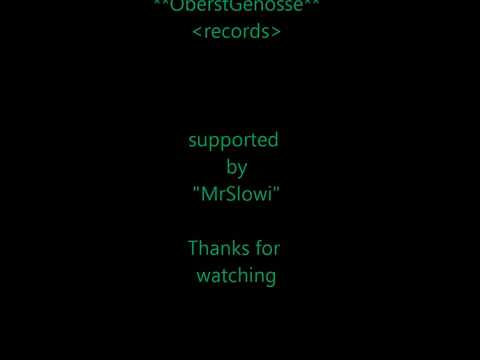 **OberstGenosse**
<records>
supported
by
"MrSlowi"
Thanks for
watching